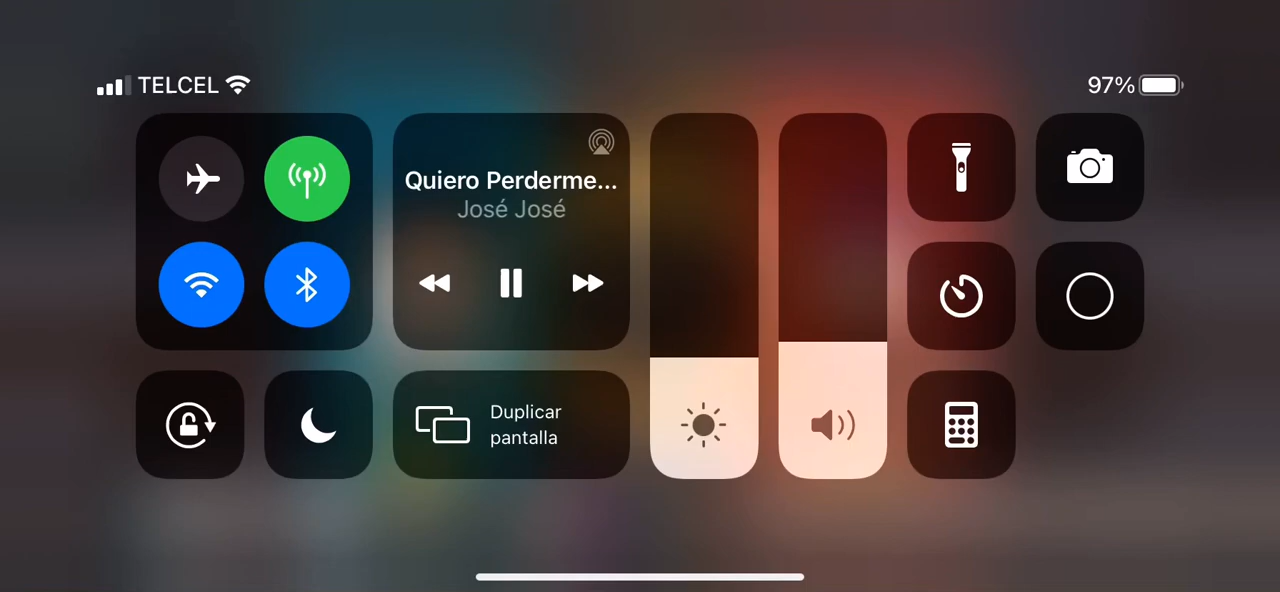 TELCEL
97%
Quiero Perderme...
José José
Duplicar
pantalla